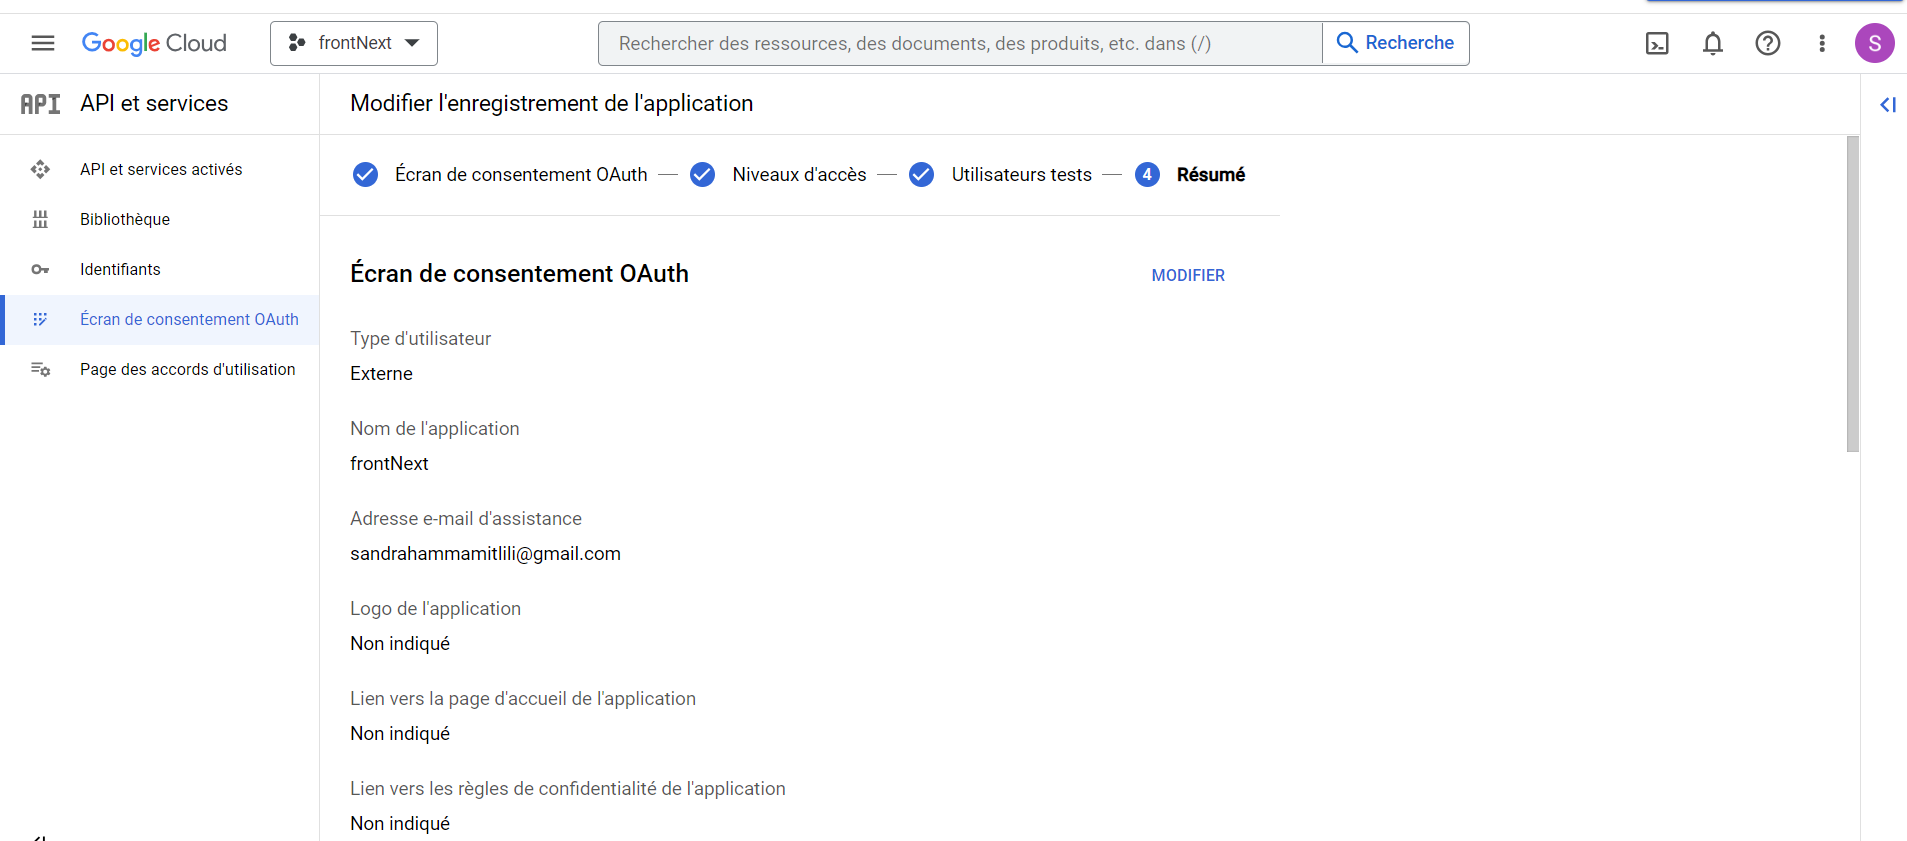 Google Cloud
frontNext
Rechercher des ressources, des documents, des produits, etc. dans (/)
Recherche
S
API
API et services
Modifier l'enregistrement de l'application
API et services activés
Bibliothèque
Identifiants
Écran de consentement OAuth
Page des accords d'utilisation
Écran de consentement OAuth — Niveaux d'accès — Utilisateurs tests — 4 Résumé
Écran de consentement OAuth
MODIFIER
Type d'utilisateur
Externe
Nom de l'application
frontNext
Adresse e-mail d'assistance
sandrahammamitlili@gmail.com
Logo de l'application
Non indiqué
Lien vers la page d'accueil de l'application
Non indiqué
Lien vers les règles de confidentialité de l'application
Non indiqué